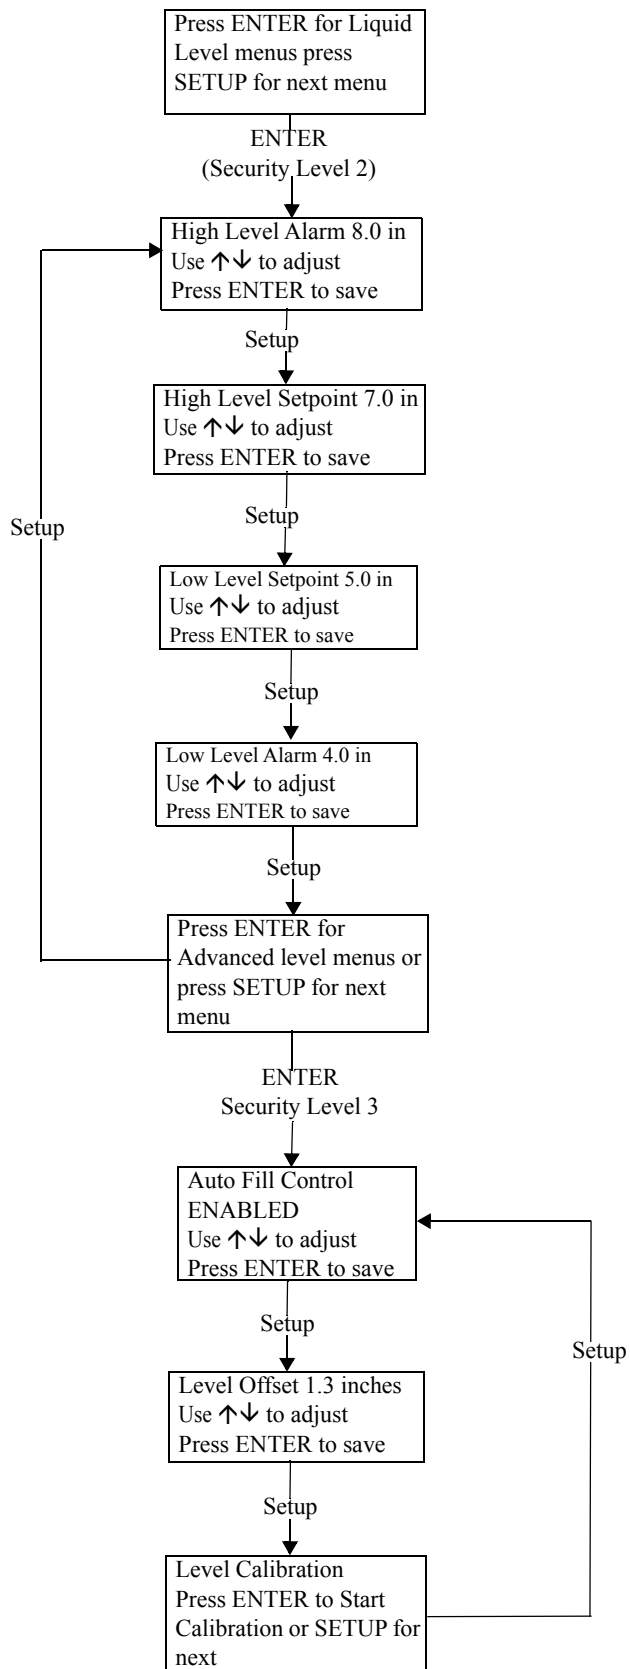 Press ENTER for Liquid
Level menus press
SETUP for next menu
ENTER
(Security Level 2)
High Level Alarm 8.0 in
Use ↑↓ to adjust
Press ENTER to save
Setup
High Level Setpoint 7.0 in
Use ↑↓ to adjust
Press ENTER to save
Setup
Setup
Low Level Setpoint 5.0 in
Use ↑↓ to adjust
Press ENTER to save
Setup
Low Level Alarm 4.0 in
Use ↑↓ to adjust
Press ENTER to save
Setup
Press ENTER for
Advanced level menus or
press SETUP for next
menu
ENTER
Security Level 3
Auto Fill Control
ENABLED
Use ↑↓ to adjust
Press ENTER to save
Setup
Setup
Level Offset 1.3 inches
Use ↑↓ to adjust
Press ENTER to save
Setup
Level Calibration
Press ENTER to Start
Calibration or SETUP for
next